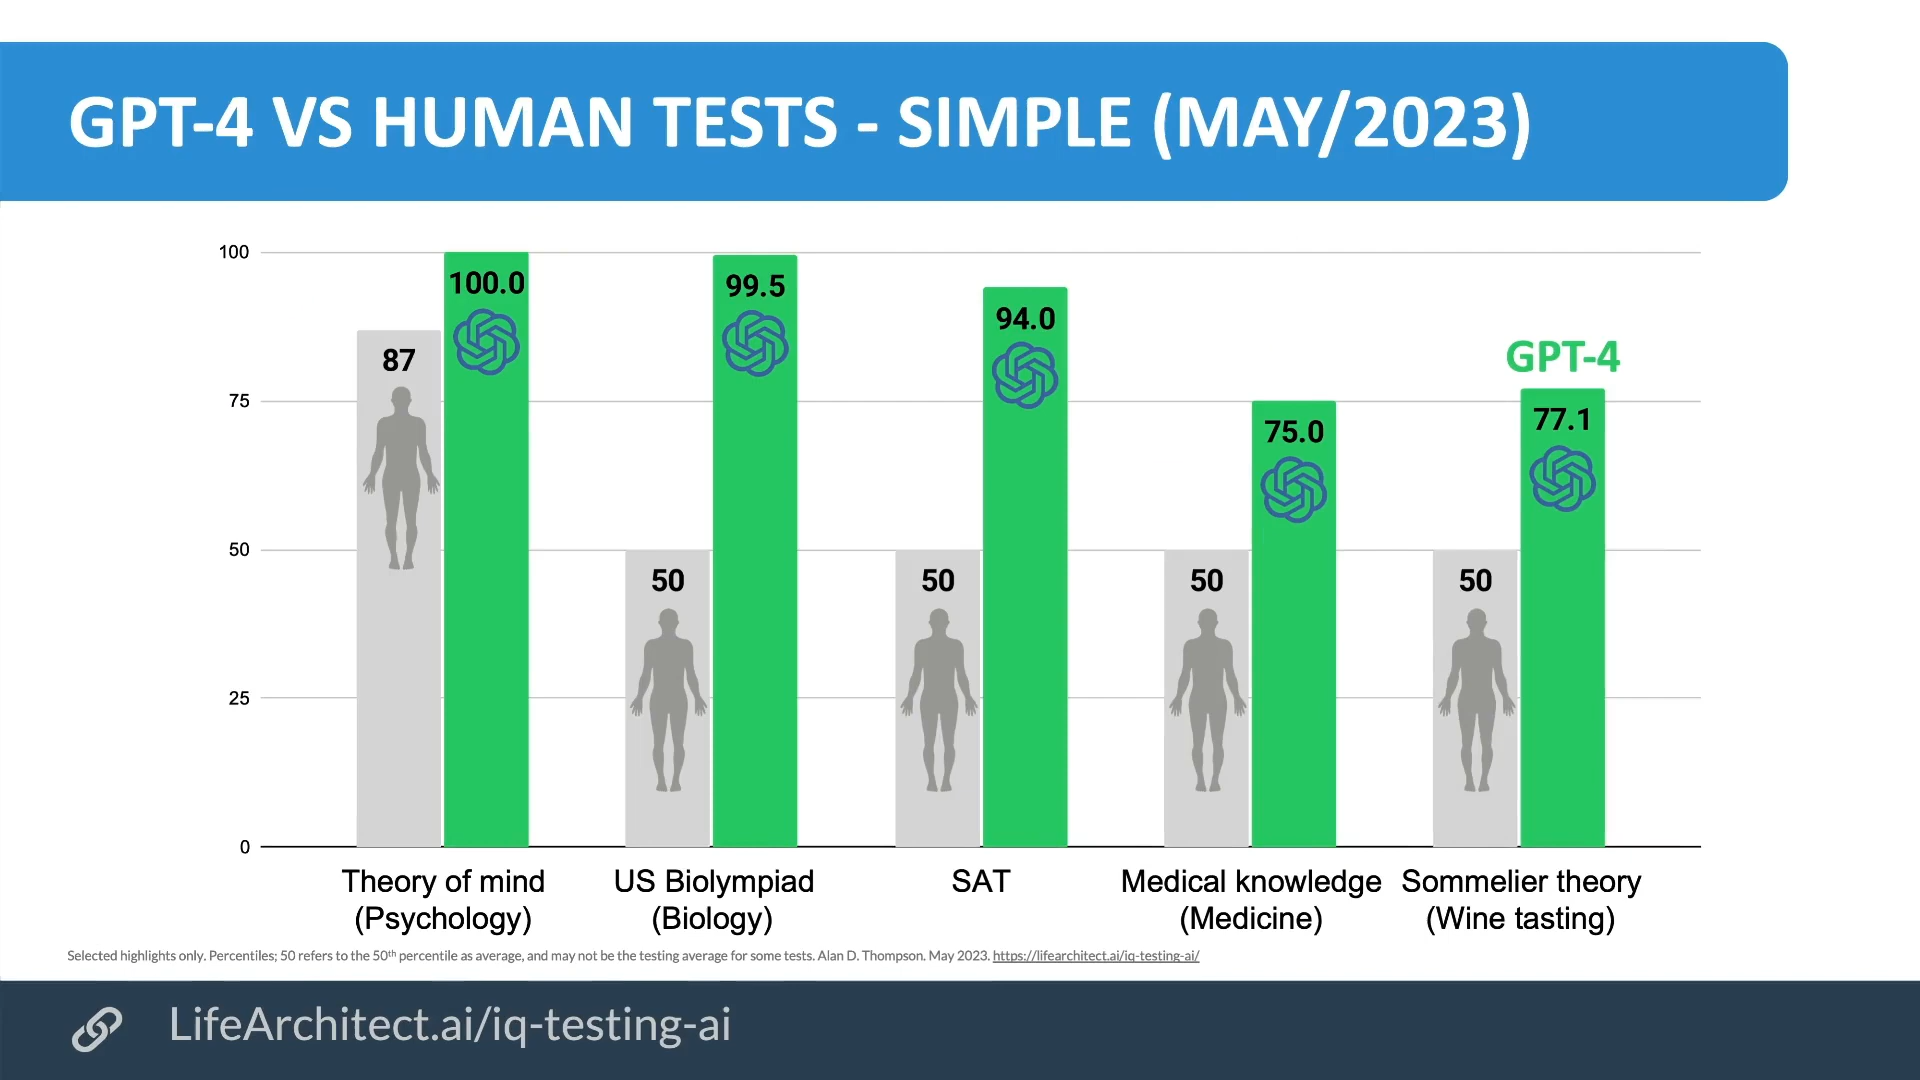 GPT-4 VS HUMAN TESTS - SIMPLE (MAY/2023)
100
75
50
25
0
87
100.0
50
99.5
50
94.0
50
75.0
50
GPT-4
77.1
Theory of mind
(Psychology)
US Biolympiad
(Biology)
SAT
Medical knowledge
(Medicine)
Sommelier theory
(Wine tasting)
Selected highlights only. Percentiles; 50 refers to the 50th percentile as average, and may not be the testing average for some tests. Alan D. Thompson. May 2023. https://lifearchitect.ai/iq-testing-ai/
LifeArchitect.ai/iq-testing-ai